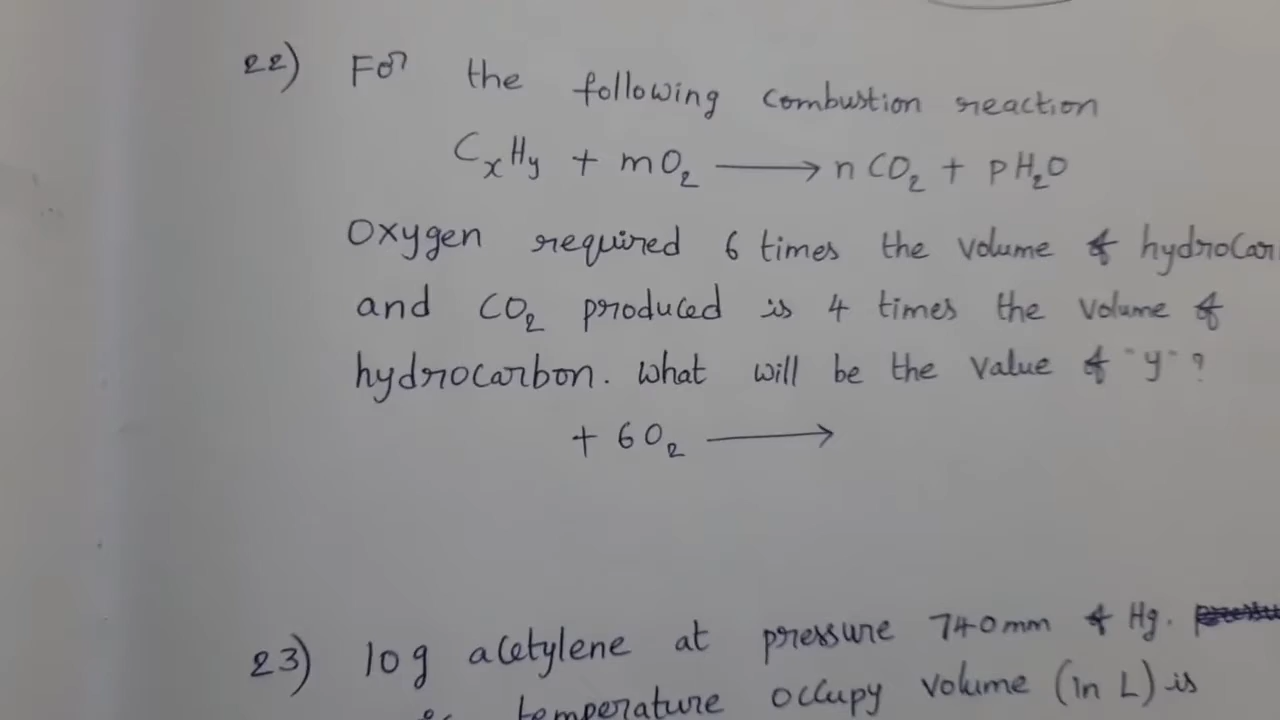 22) For the following combustion reaction
CxHy + mO2 ⟶ nCO2 + pH2O
Oxygen required 6 times the volume of hydrocar
and CO2 produced is 4 times the volume of
hydrocarbon. What will be the value of "y"?
+ 6O2 ⟶
23) 10g acetylene at pressure 740mm of Hg.
temperature occupy volume (in L) is